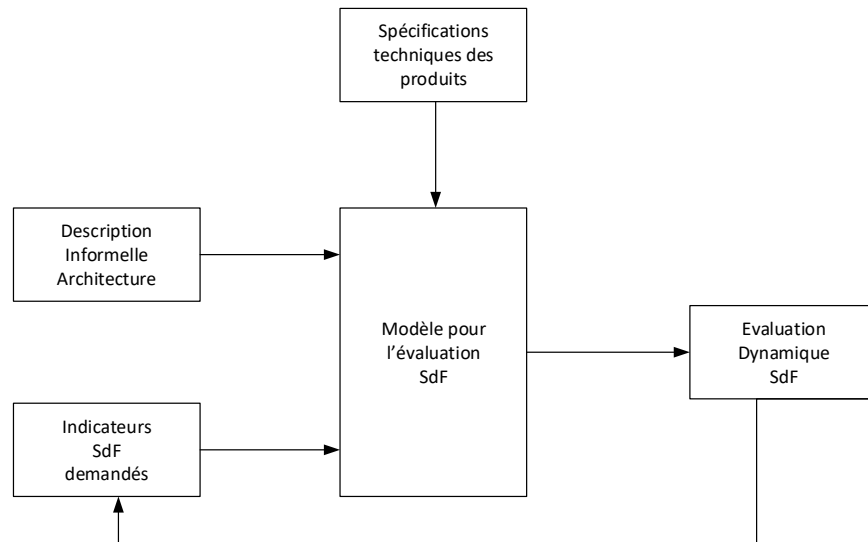 Spécifications
techniques des
produits
Description
Informelle
Architecture
Modèle pour
l'évaluation
SdF
Evaluation
Dynamique
SdF
Indicateurs
SdF
demandés